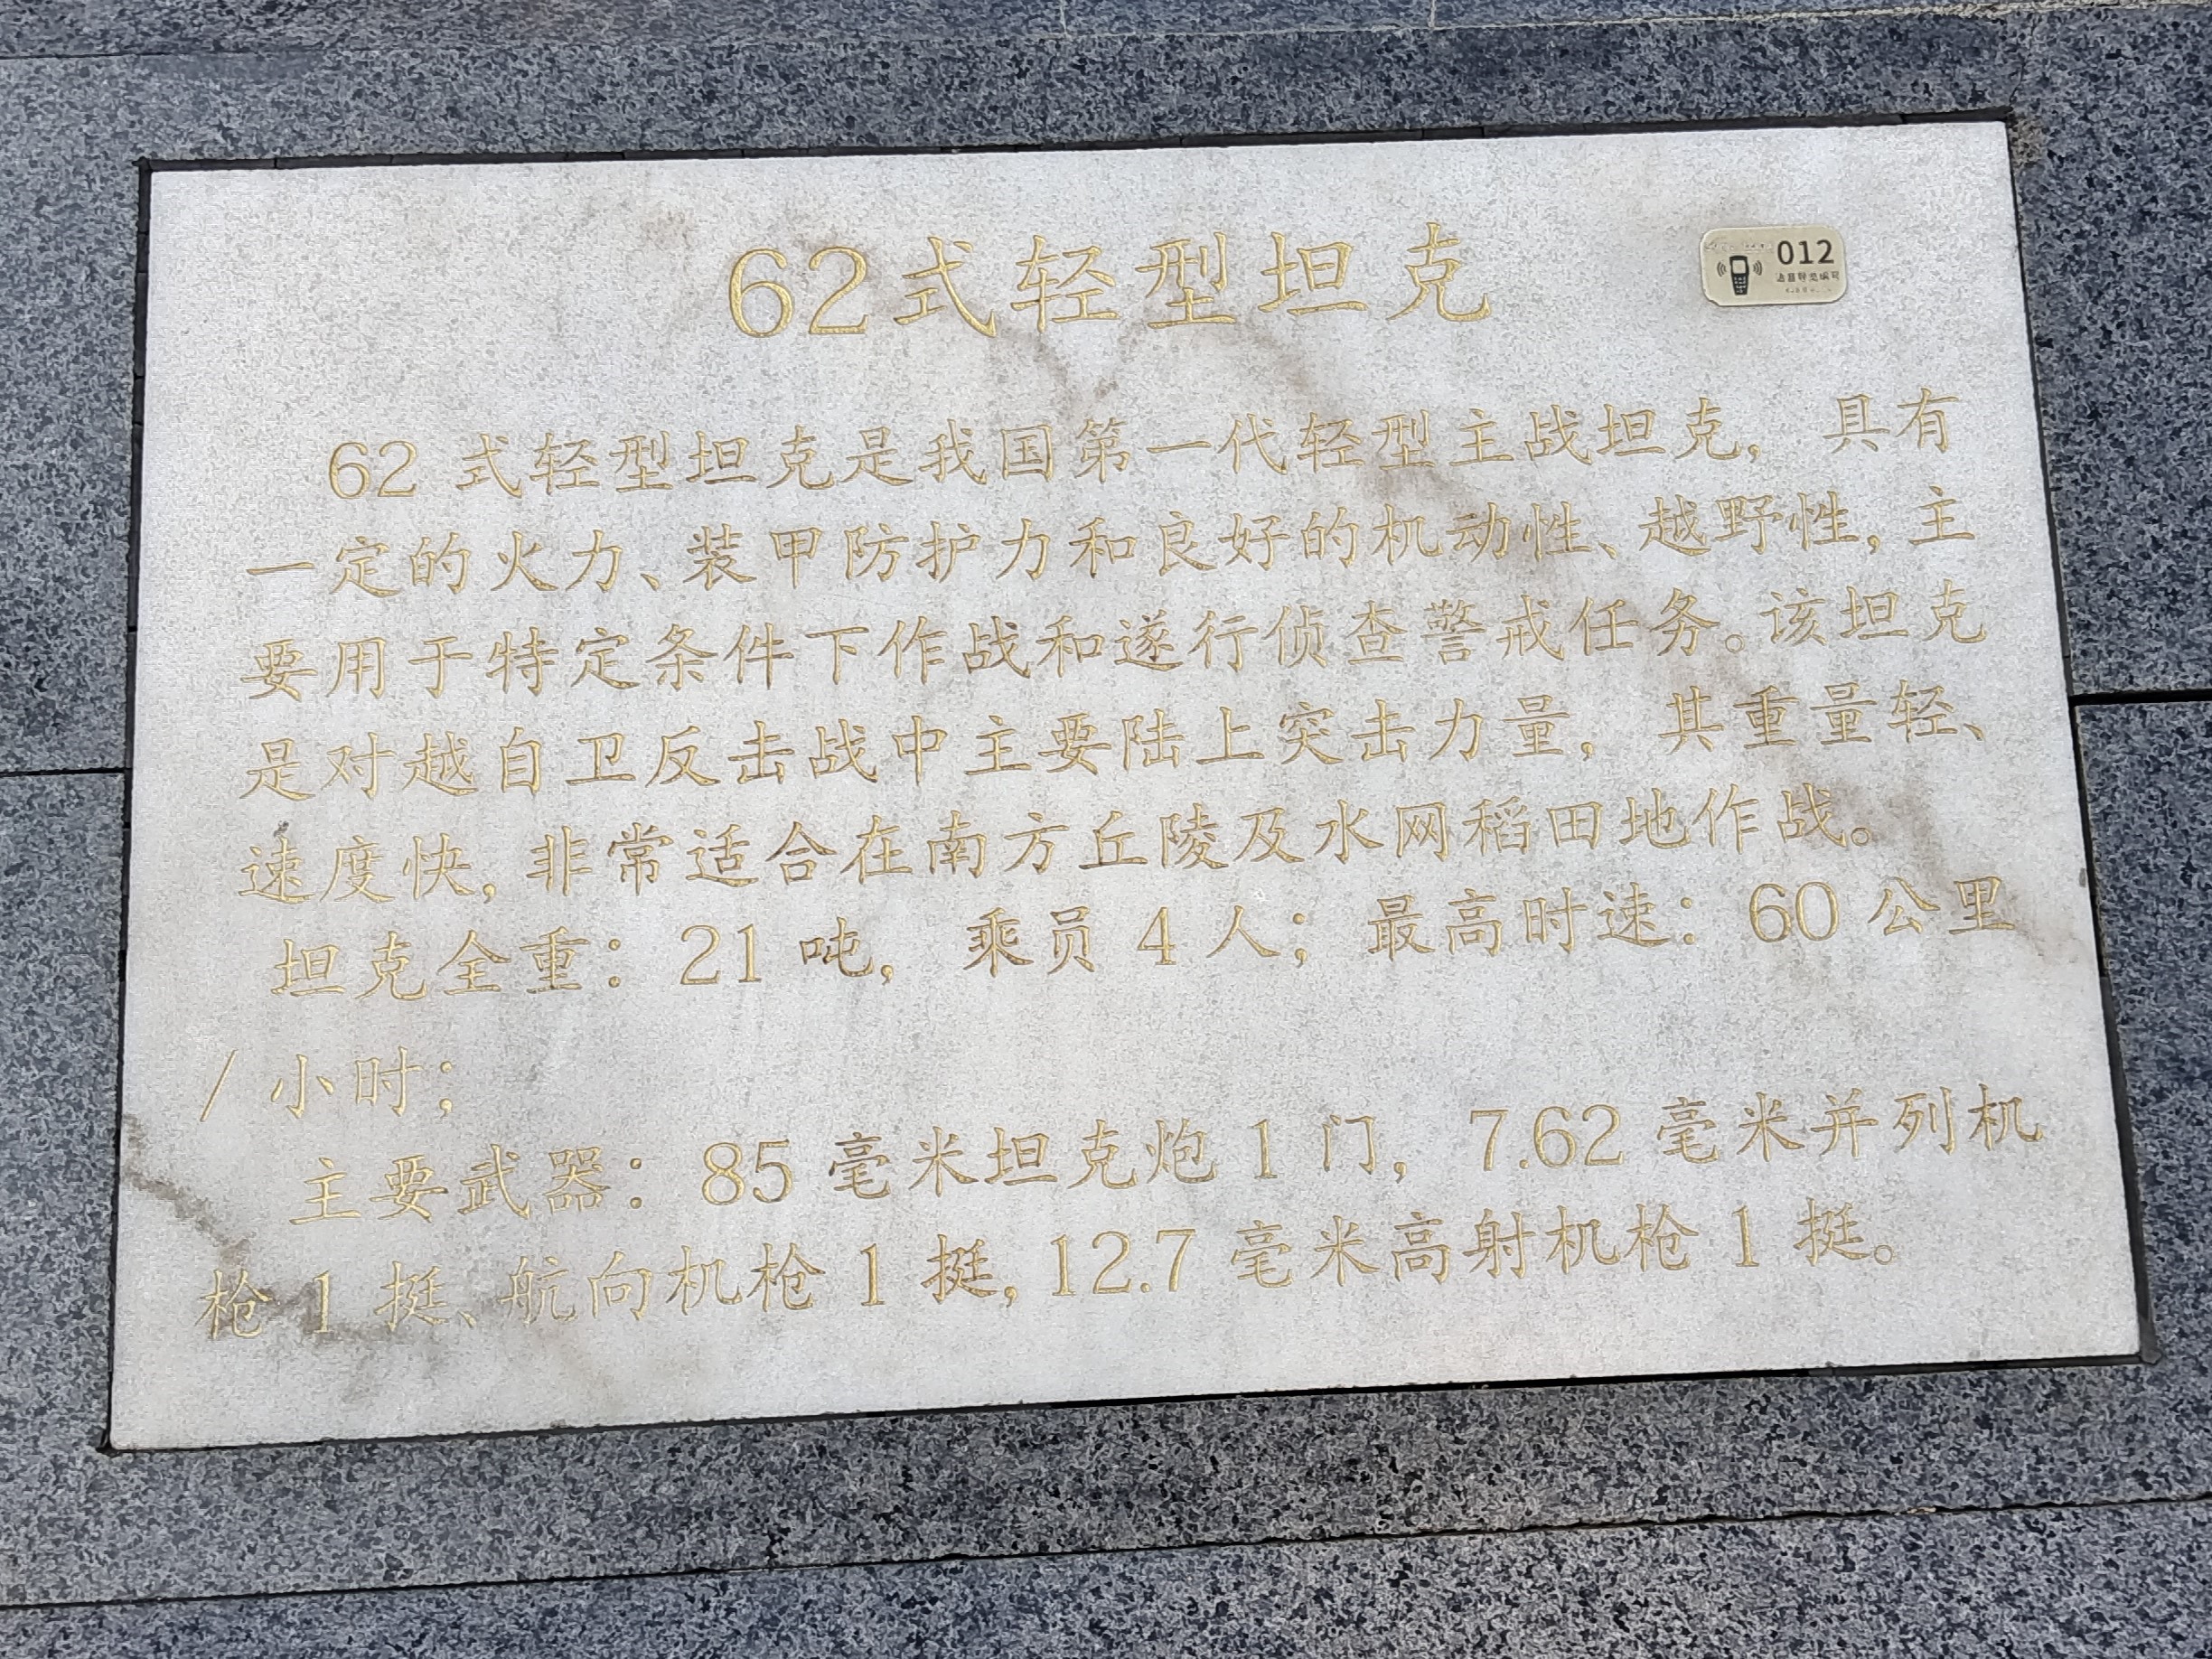 62式轻型坦克
012
语音导览编号
62 式轻型坦克是我国第一代轻型主战坦克， 具有
一定的火力、装甲防护力和良好的机动性、越野性，主
要用于特定条件下作战和遂行侦查警戒任务。该坦克
是对越自卫反击战中主要陆上突击力量， 其重量轻、
速度快，非常适合在南方丘陵及水网稻田地作战。
坦克全重：21 吨， 乘员 4 人；最高时速：60 公里
/ 小时；
主要武器：85 毫米坦克炮 1 门， 7.62 毫米并列机
枪 1 挺、航向机枪 1 挺，12.7 毫米高射机枪 1 挺。